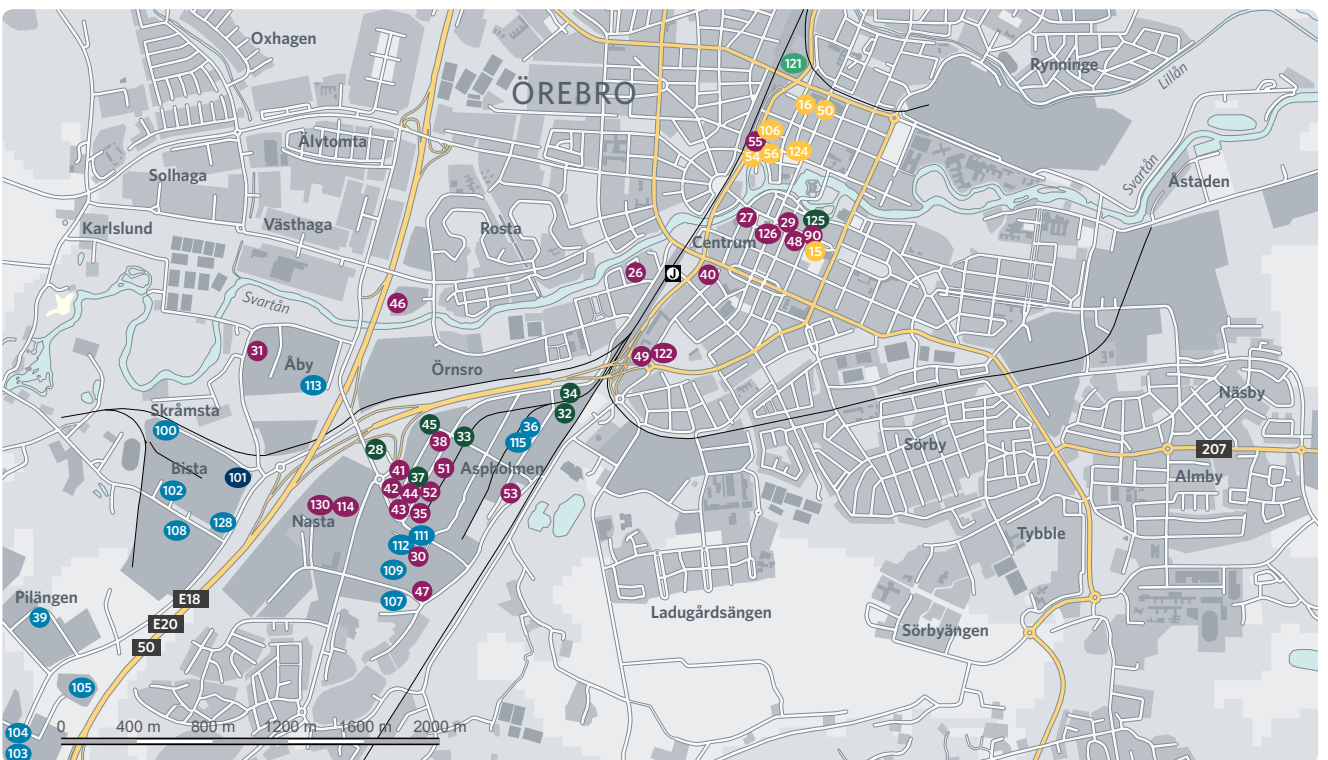 Oxhagen
121
Rynninge
Lillån
ÖREBRO
16
50
106
Älvtomta
55
54
56
124
Solhaga
Svartån
Åstaden
Karlslund
Västhaga
Rosta
27
29
125
126
48
90
Centrum
15
26
J
40
Svartån
46
31
49
122
Åby
113
Örnsro
34
Näsby
Skråmsta
32
100
45
36
38
33
115
28
Sörby
207
Bista
41
51
Aspholmen
101
37
Almby
102
42
44
52
53
130
114
43
35
Nasta
128
108
111
Tybble
112
30
109
Pilängen
E18
47
107
39
Ladugårdsängen
E20
Sörbyängen
50
105
0
400 m
800 m
1200 m
1600 m
2000 m
104
103